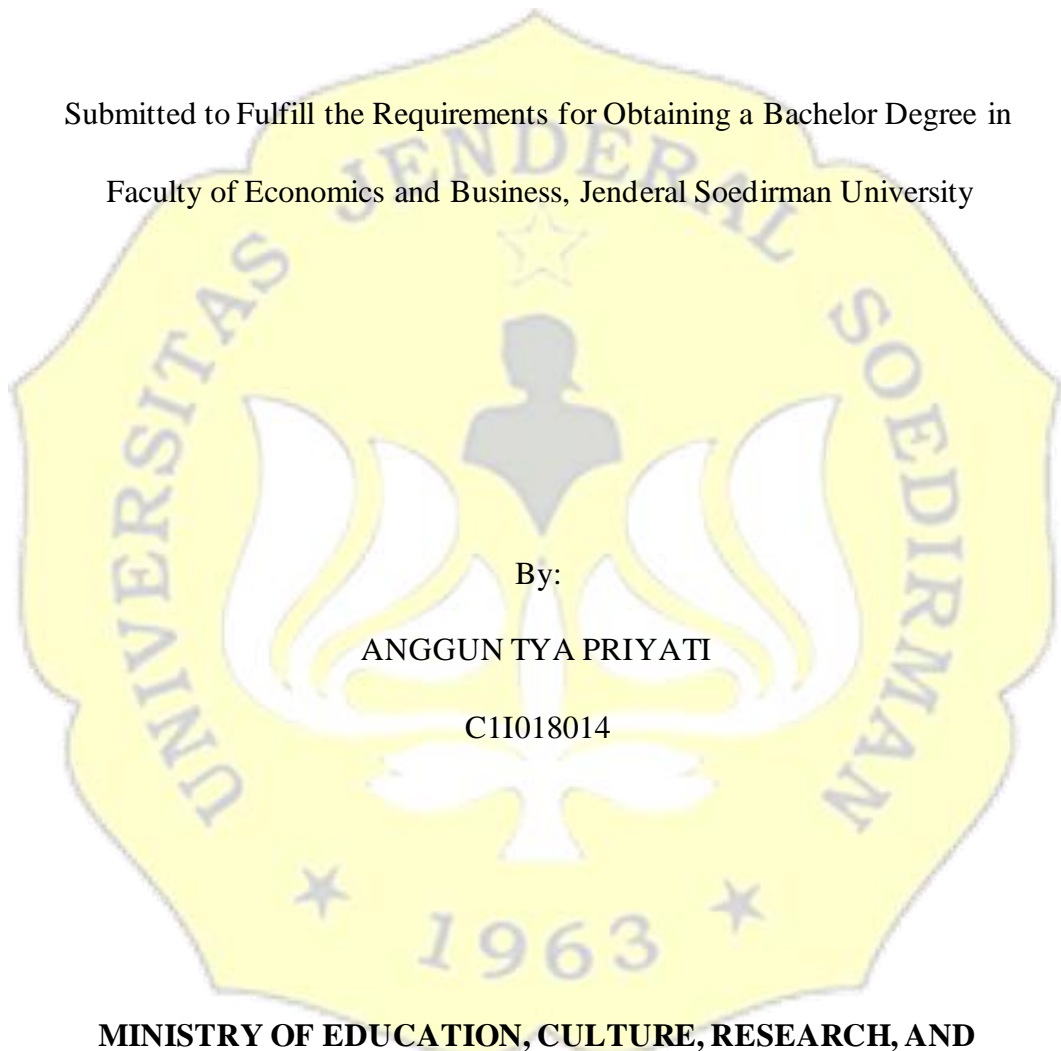 Submitted to Fulfill the Requirements for Obtaining a Bachelor Degree in
Faculty of Economics and Business, Jenderal Soedirman University
UNIVERSITAS JENDERAL SOEDIRMAN
By:
ANGGUN TYA PRIYATI
C1I018014
1963
MINISTRY OF EDUCATION, CULTURE, RESEARCH, AND